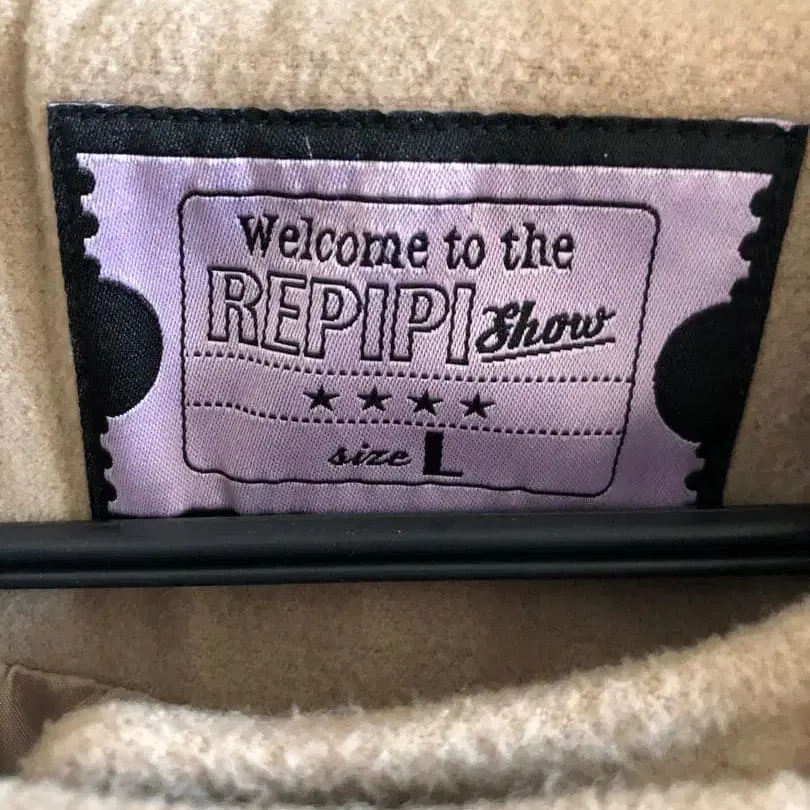 Welcome to the
REPIPI Show
★★★★
size L